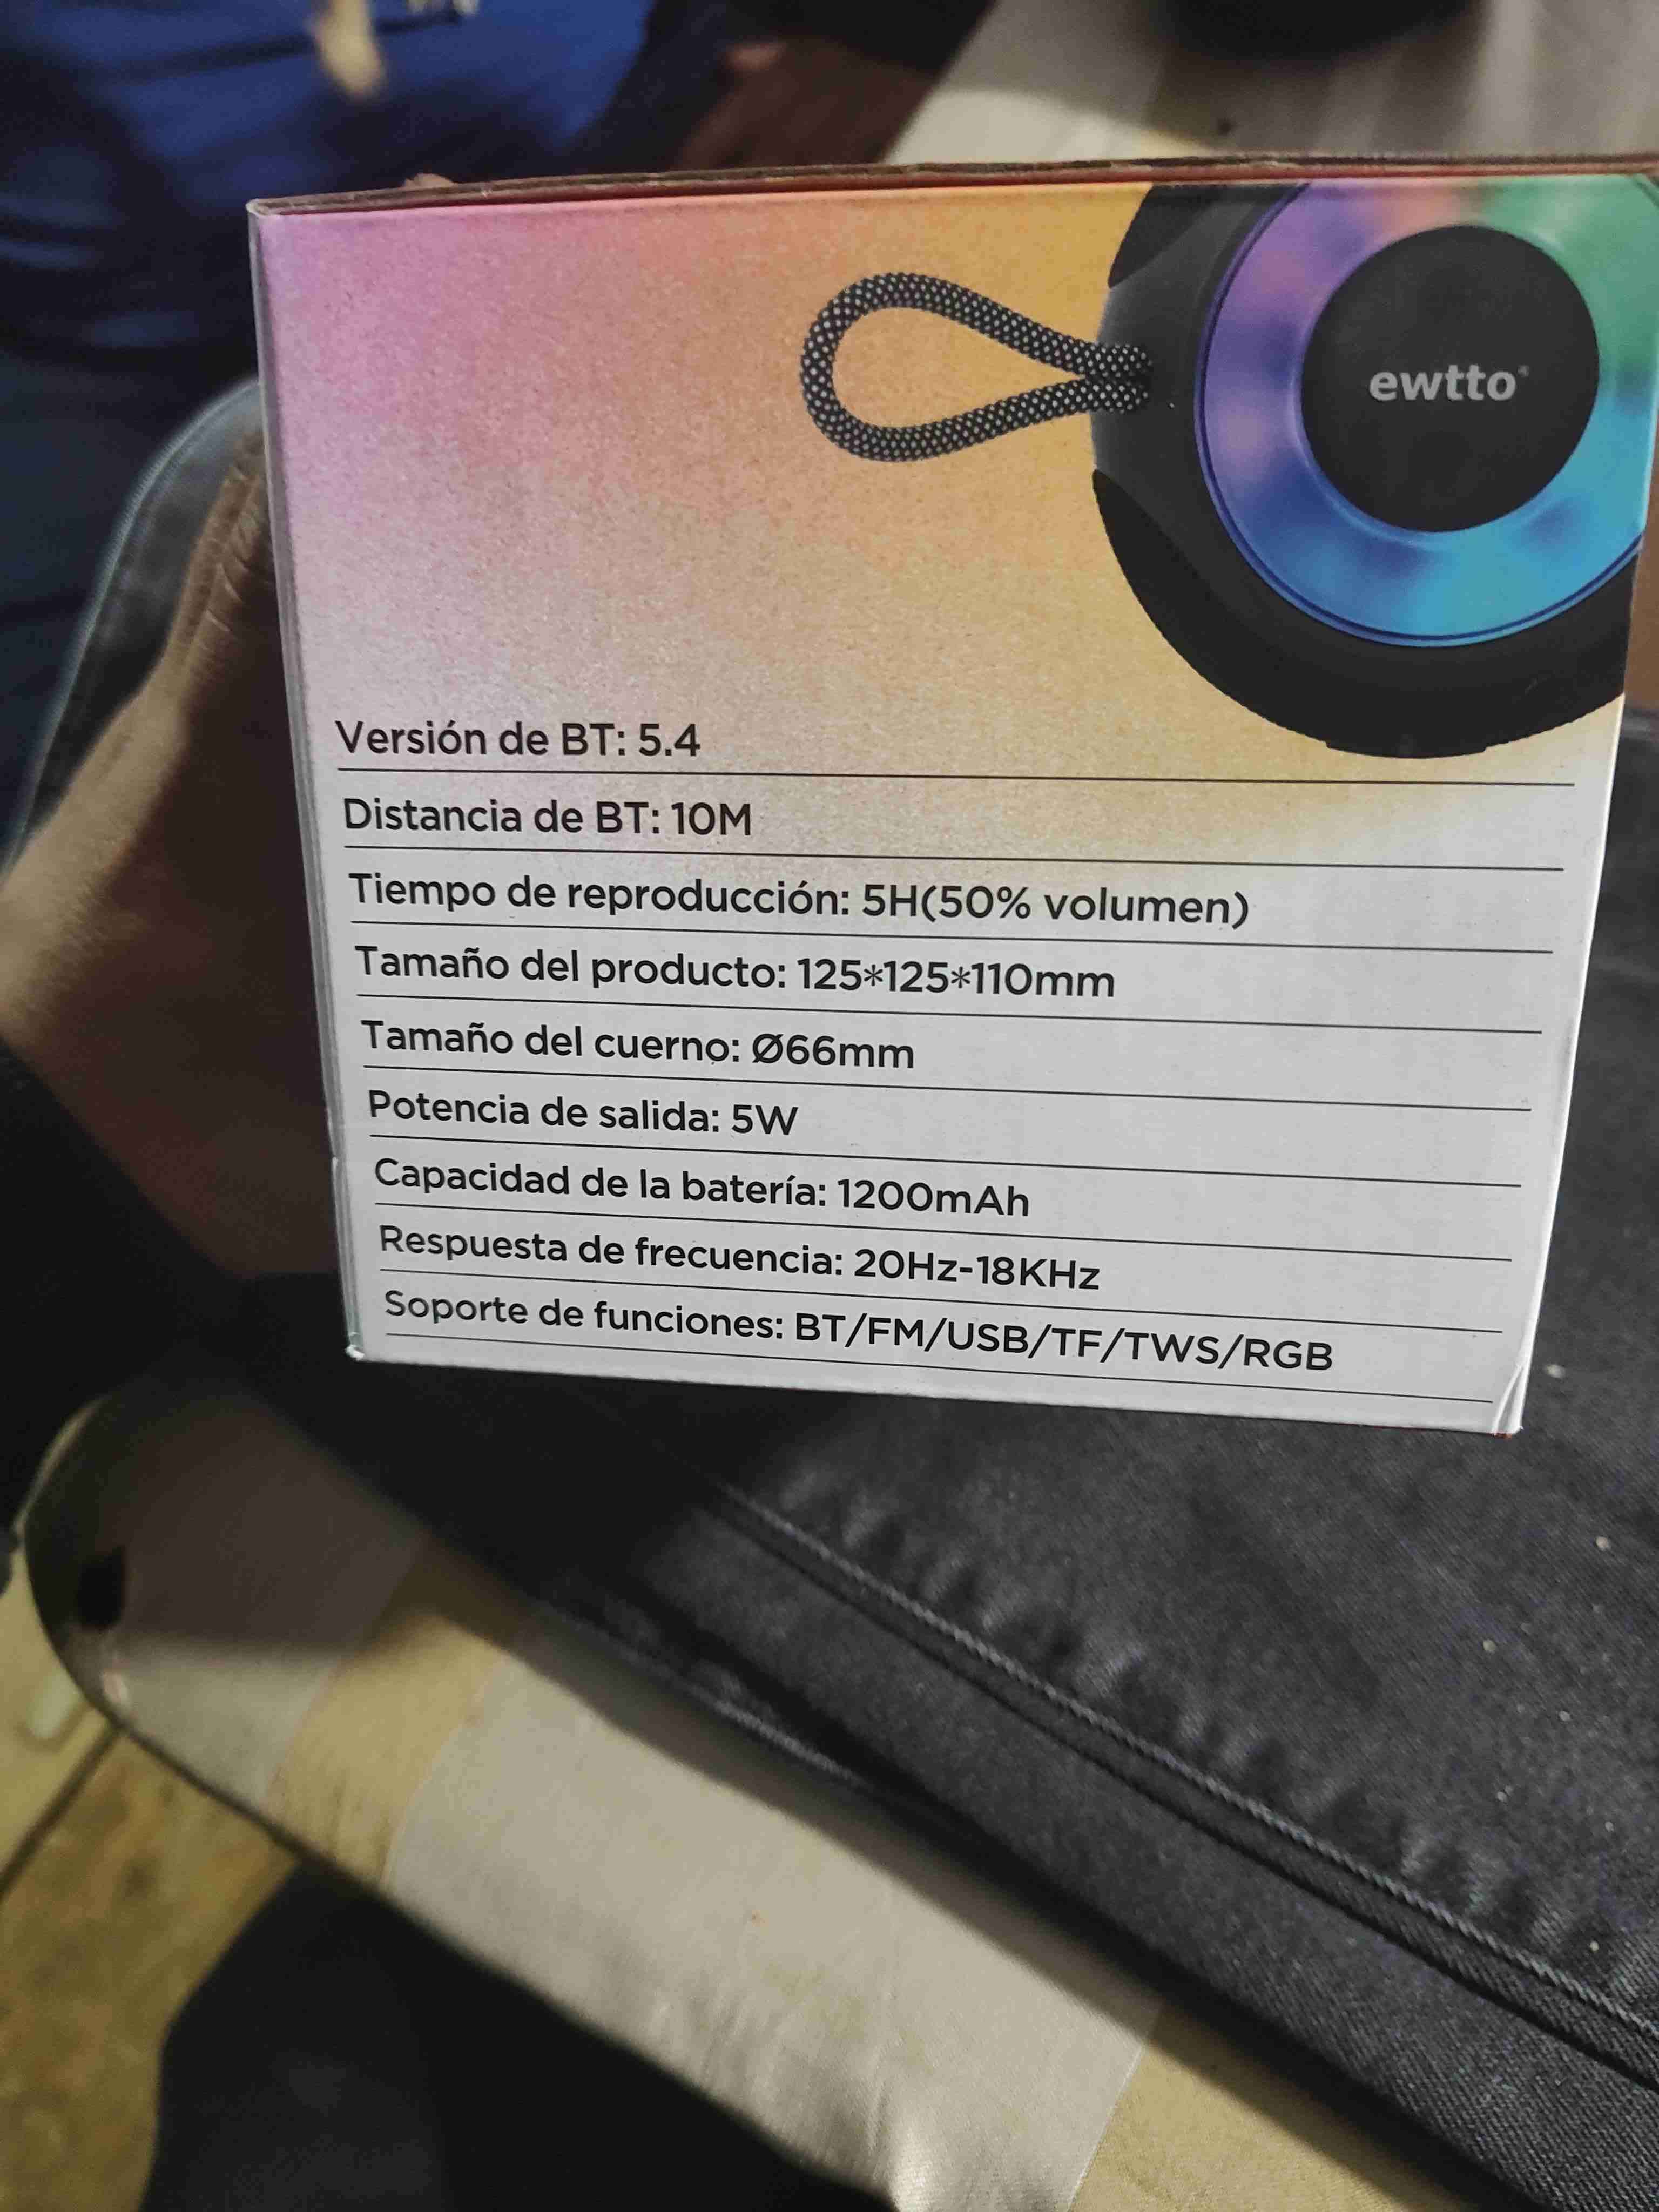 ewtto®
Versión de BT: 5.4
Distancia de BT: 10M
Tiempo de reproducción: 5H(50% volumen)
Tamaño del producto: 125*125*110mm
Tamaño del cuerno: Ø66mm
Potencia de salida: 5W
Capacidad de la batería: 1200mAh
Respuesta de frecuencia: 20Hz-18KHz
Soporte de funciones: BT/FM/USB/TF/TWS/RGB